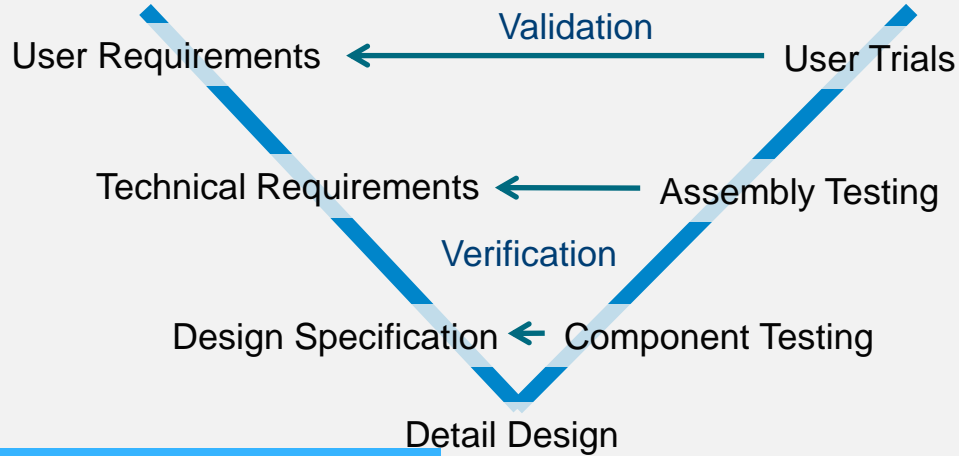 Validation
User Requirements
User Trials
Technical Requirements
Assembly Testing
Verification
Design Specification
Component Testing
Detail Design